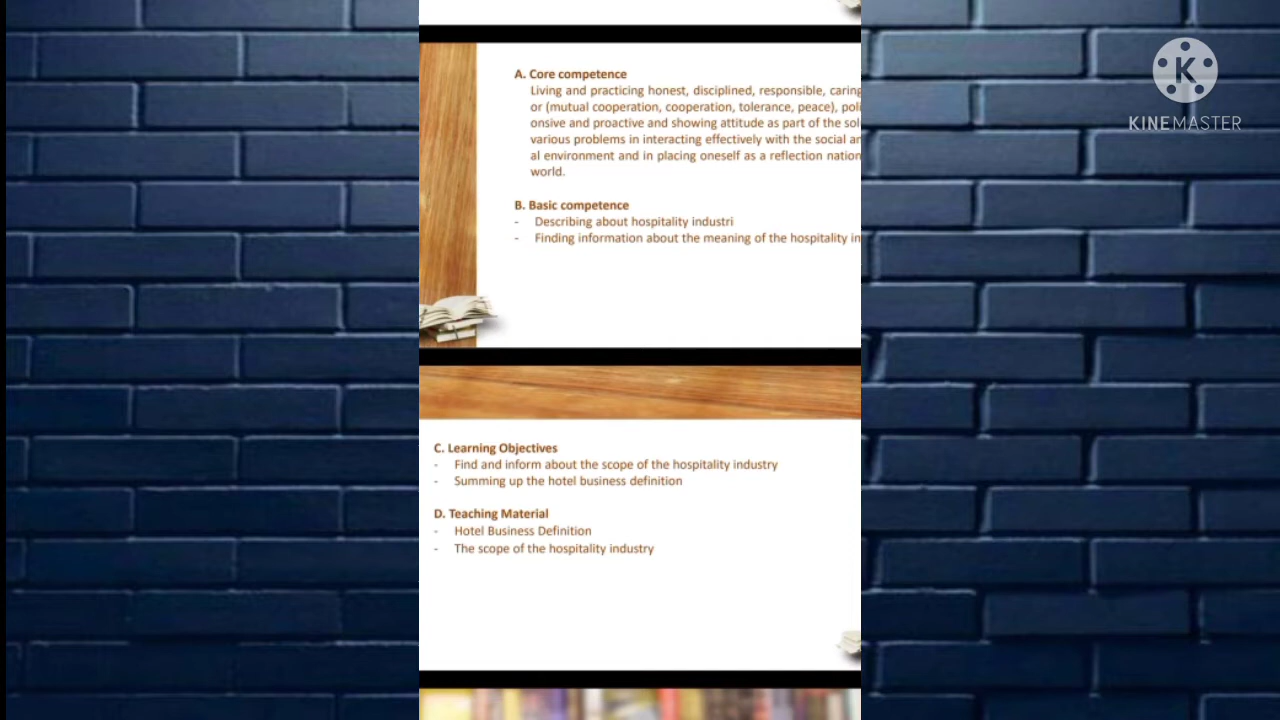 A. Core competence
Living and practicing honest, disciplined, responsible, caring
or (mutual cooperation, cooperation, tolerance, peace), poli
onsive and proactive and showing attitude as part of the sol
various problems in interacting effectively with the social an
al environment and in placing oneself as a reflection nation
world.
B. Basic competence
- Describing about hospitality industri
- Finding information about the meaning of the hospitality in
C. Learning Objectives
- Find and inform about the scope of the hospitality industry
- Summing up the hotel business definition
D. Teaching Material
- Hotel Business Definition
- The scope of the hospitality industry
K
KINEMASTER